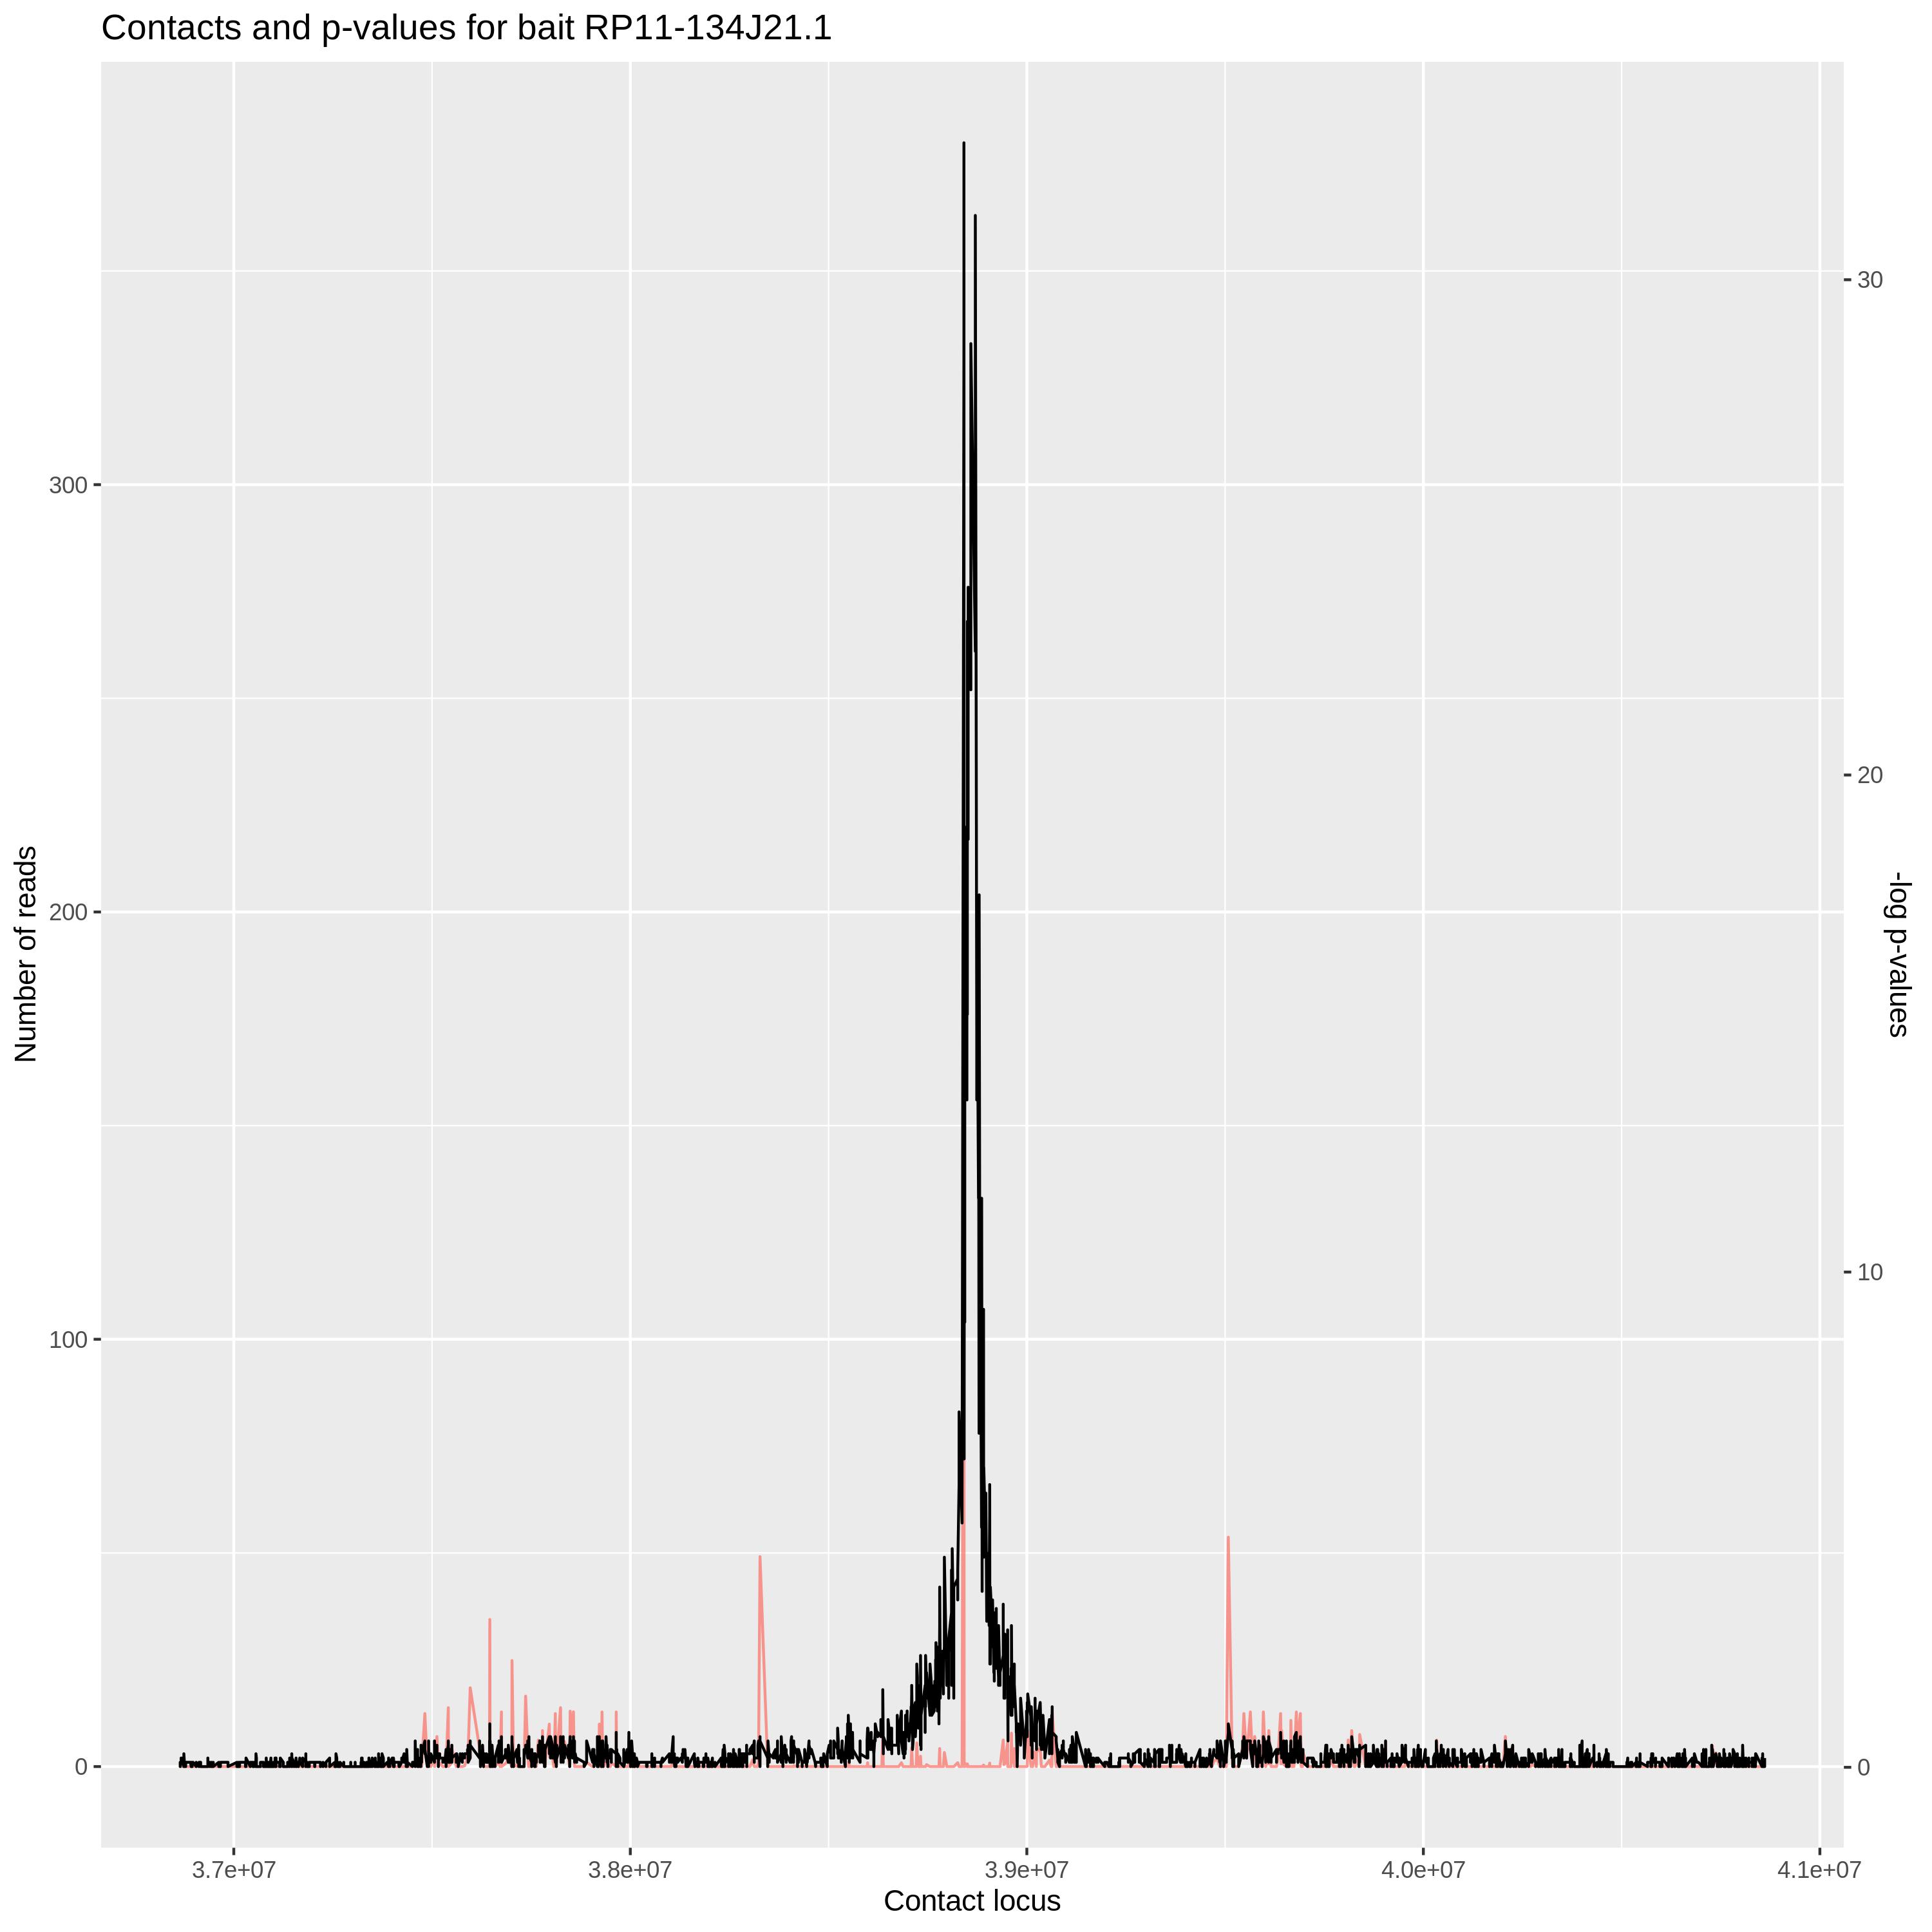 Contacts and p-values for bait RP11-134J21.1
300
200
100
0
Number of reads
30
20
10
0
-log p-values
3.7e+07
3.8e+07
3.9e+07
4.0e+07
4.1e+07
Contact locus